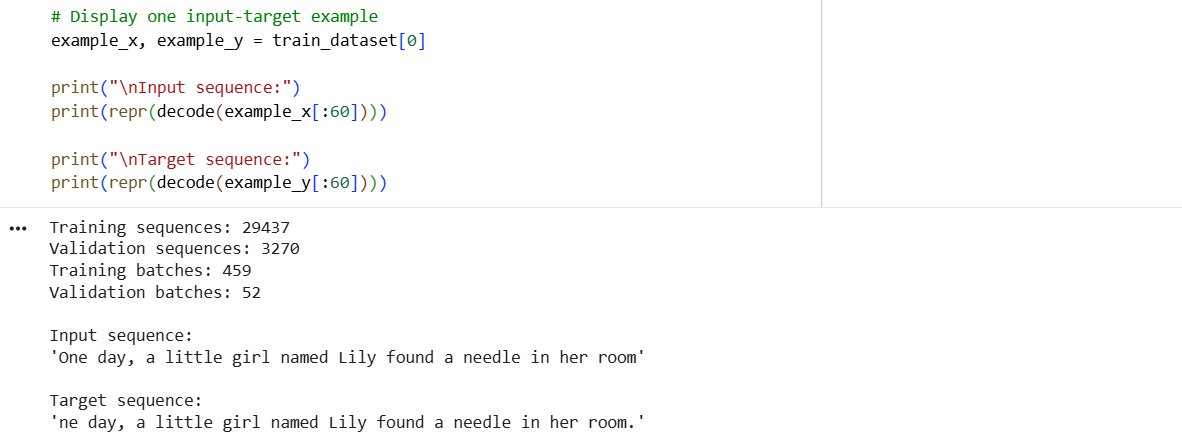 # Display one input-target example
example_x, example_y = train_dataset[0]
print("\nInput sequence:")
print(repr(decode(example_x[:60])))
print("\nTarget sequence:")
print(repr(decode(example_y[:60])))
Training sequences: 29437
Validation sequences: 3270
Training batches: 459
Validation batches: 52
Input sequence:
'One day, a little girl named Lily found a needle in her room'
Target sequence:
'ne day, a little girl named Lily found a needle in her room.'